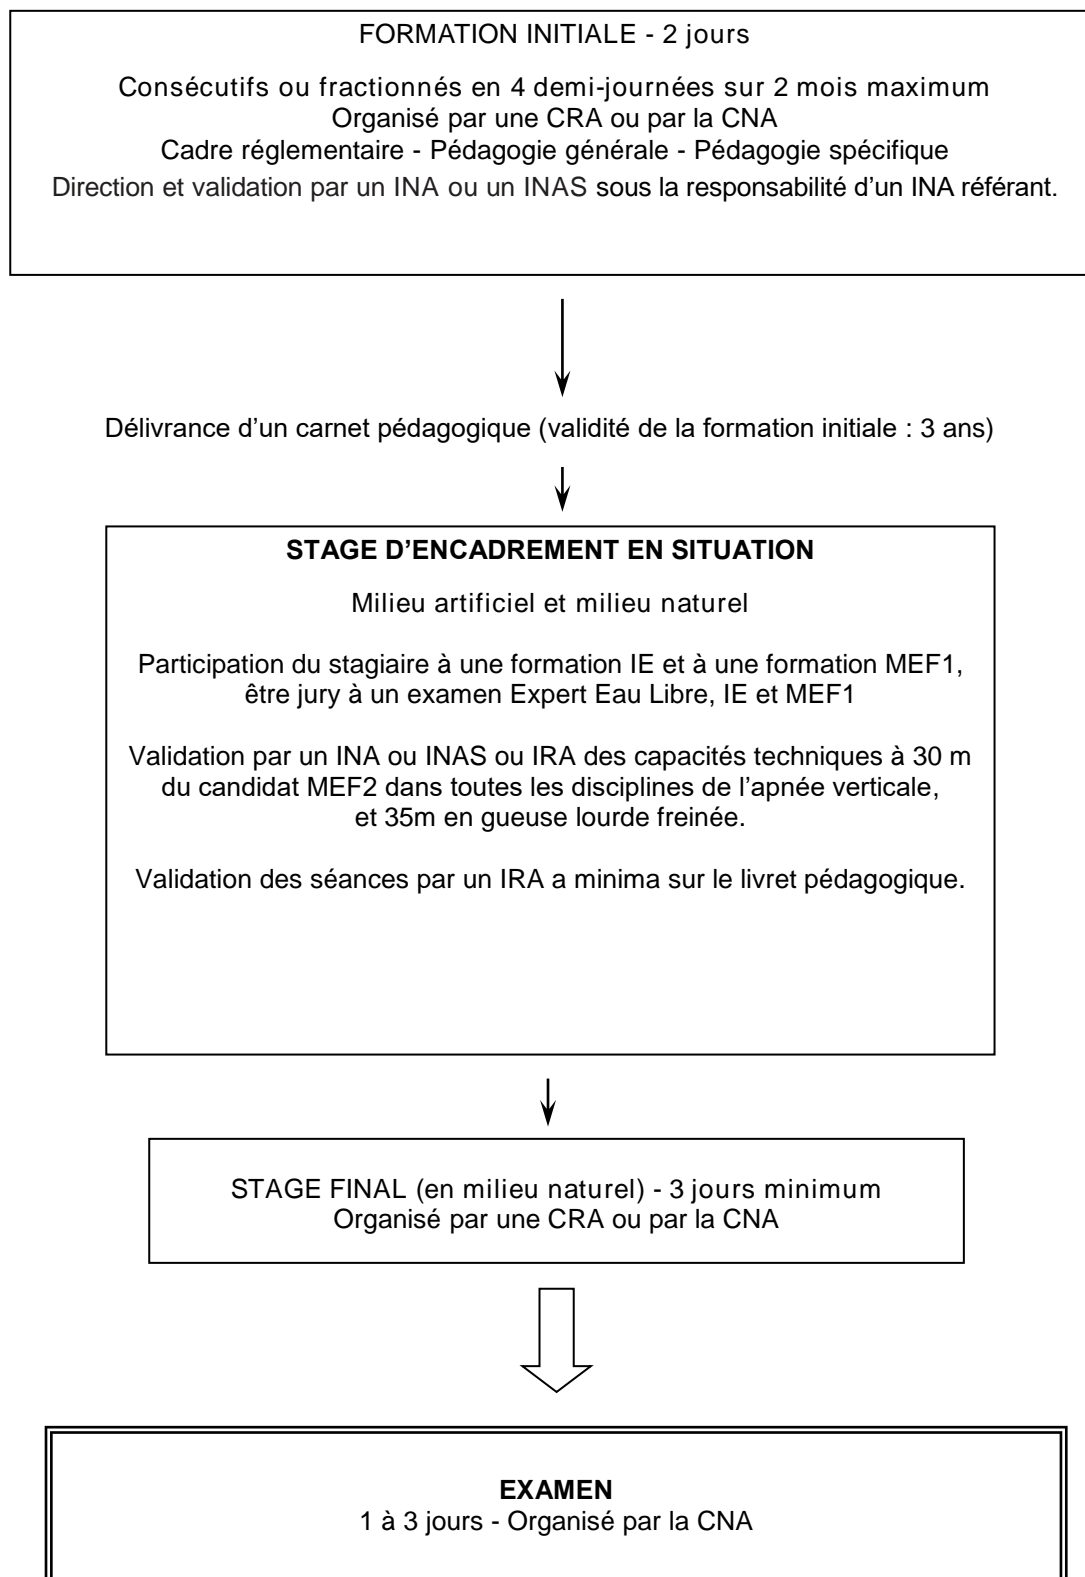 FORMATION INITIALE - 2 jours
Consécutifs ou fractionnés en 4 demi-journées sur 2 mois maximum
Organisé par une CRA ou par la CNA
Cadre réglementaire - Pédagogie générale - Pédagogie spécifique
Direction et validation par un INA ou un INAS sous la responsabilité d’un INA référant.
Délivrance d’un carnet pédagogique (validité de la formation initiale : 3 ans)
STAGE D’ENCADREMENT EN SITUATION
Milieu artificiel et milieu naturel
Participation du stagiaire à une formation IE et à une formation MEF1,
être jury à un examen Expert Eau Libre, IE et MEF1
Validation par un INA ou INAS ou IRA des capacités techniques à 30 m
du candidat MEF2 dans toutes les disciplines de l’apnée verticale,
et 35m en gueuse lourde freinée.
Validation des séances par un IRA a minima sur le livret pédagogique.
STAGE FINAL (en milieu naturel) - 3 jours minimum
Organisé par une CRA ou par la CNA
EXAMEN
1 à 3 jours - Organisé par la CNA